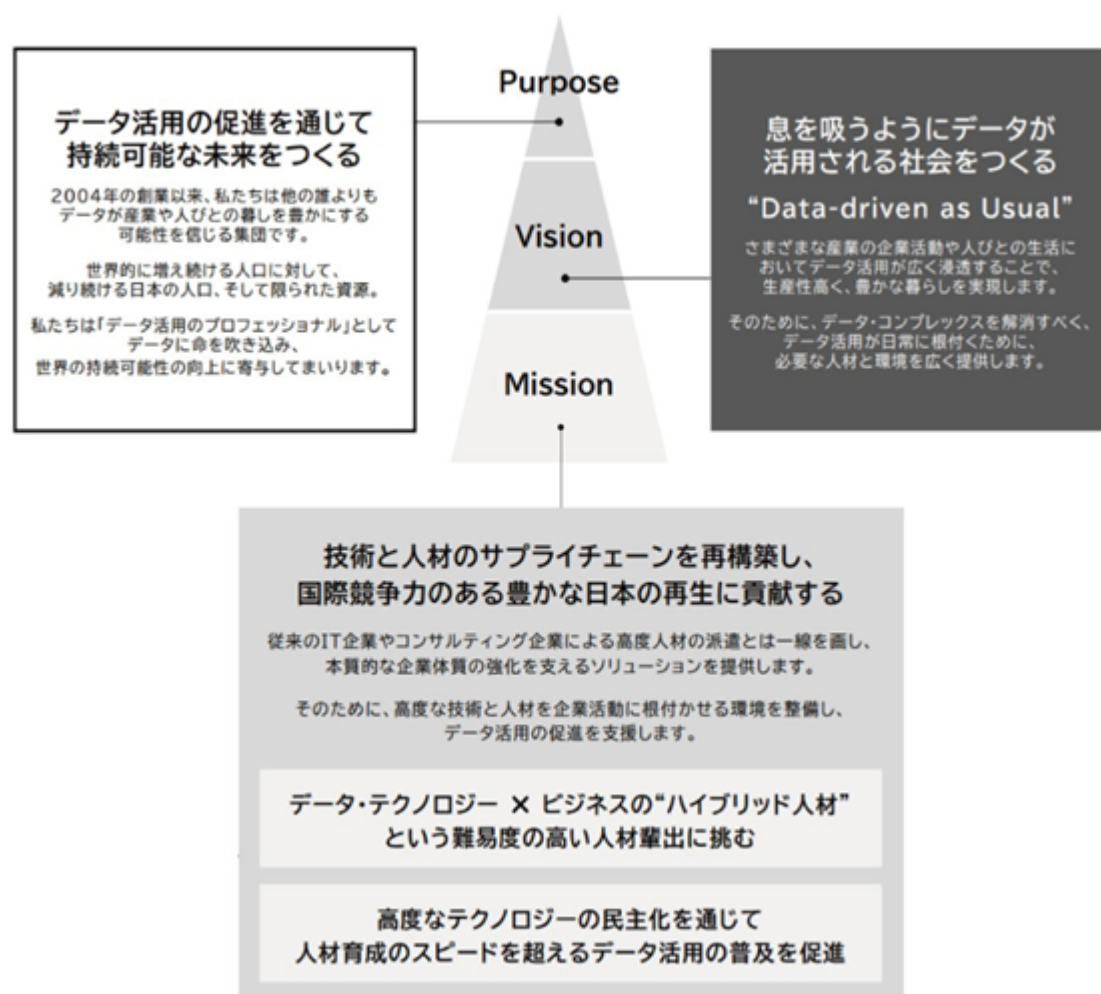 Purpose
データ活用の促進を通じて
持続可能な未来をつくる
2004年の創業以来、私たちは他の誰よりも
データが産業や人びとの暮しを豊かにする
可能性を信じる集団です。
世界的に増え続ける人口に対して、
減り続ける日本の人口、そして限られた資源。
私たちは「データ活用のプロフェッショナル」として
データに命を吹き込み、
世界の持続可能性の向上に寄与してまいります。
Vision
息を吸うようにデータが
活用される社会をつくる
“Data-driven as Usual”
さまざまな産業の企業活動や人びとの生活に
おいてデータ活用が広く浸透することで、
生産性高く、豊かな暮らしを実現します。
そのために、データ・コンプレックスを解消すべく、
データ活用が日常に根付くために、
必要な人材と環境を広く提供します。
Mission
技術と人材のサプライチェーンを再構築し、
国際競争力のある豊かな日本の再生に貢献する
従来のIT企業やコンサルティング企業による高度人材の派遣とは一線を画し、
本質的な企業体質の強化を支えるソリューションを提供します。
そのために、高度な技術と人材を企業活動に根付かせる環境を整備し、
データ活用の促進を支援します。
データ・テクノロジー × ビジネスの“ハイブリッド人材”
という難易度の高い人材輩出に挑む
高度なテクノロジーの民主化を通じて
人材育成のスピードを超えるデータ活用の普及を促進